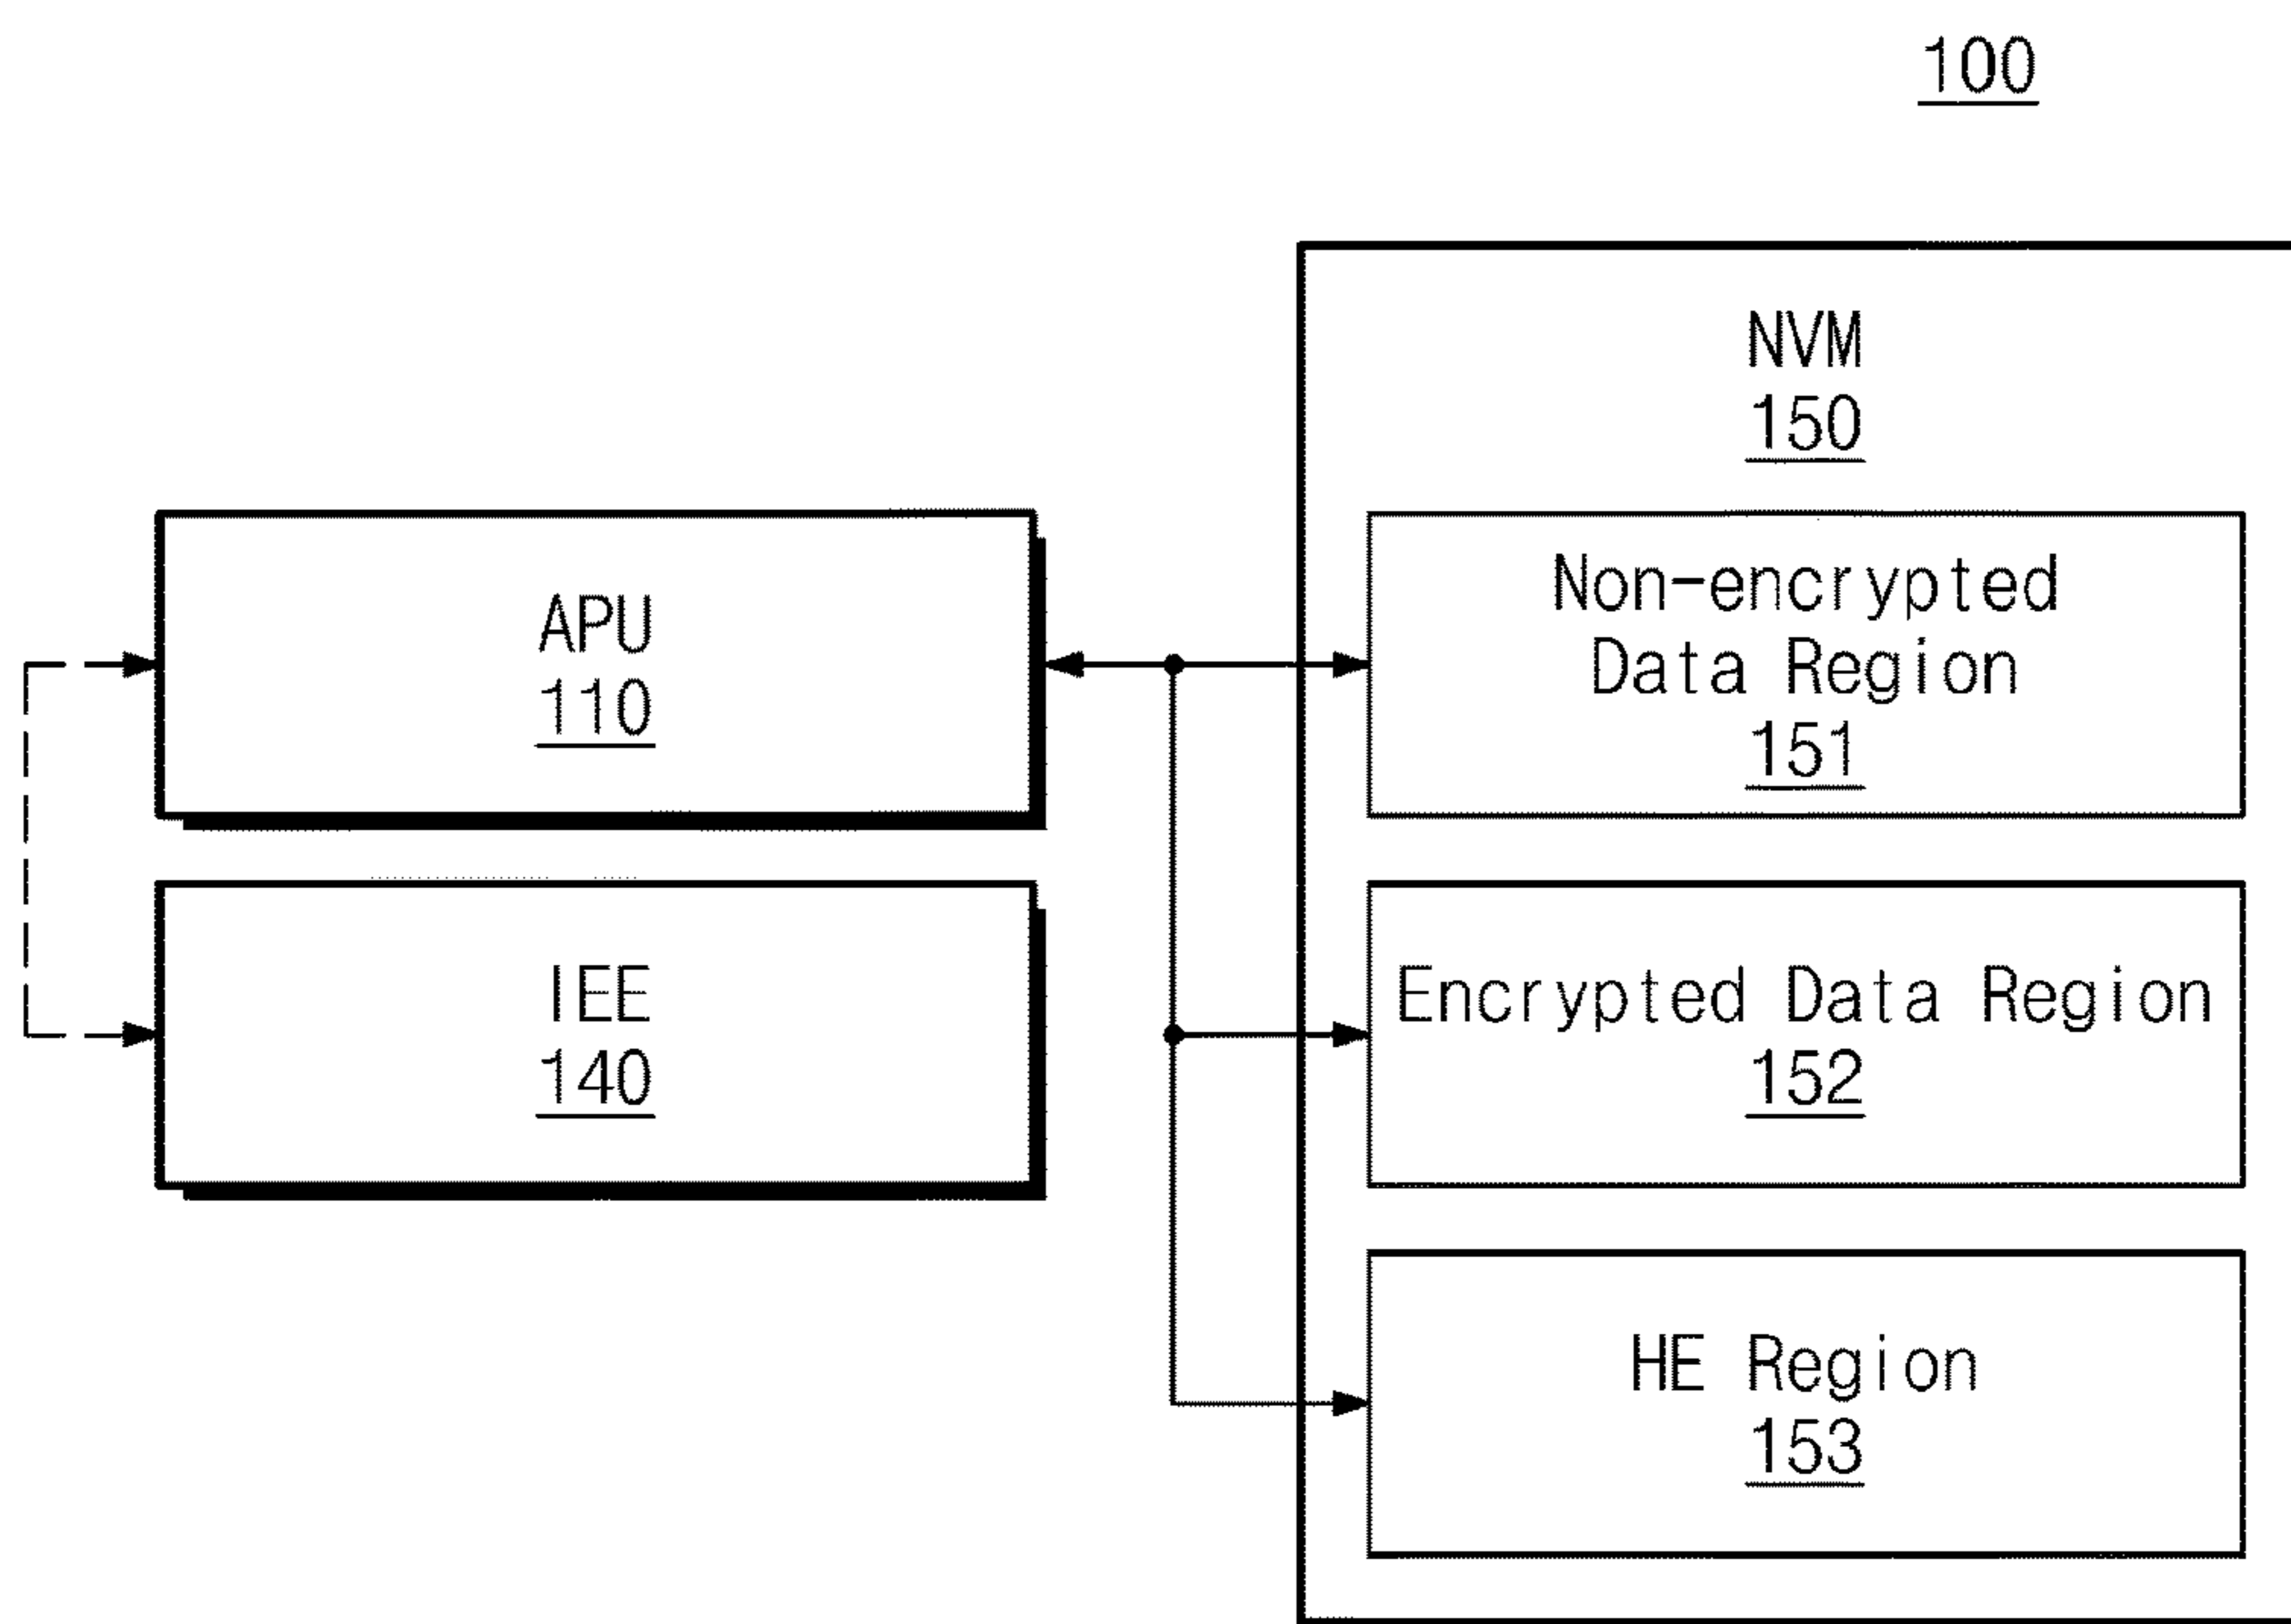 100
NVM
150
APU
110
Non-encrypted
Data Region
151
IEE
140
Encrypted Data Region
152
HE Region
153